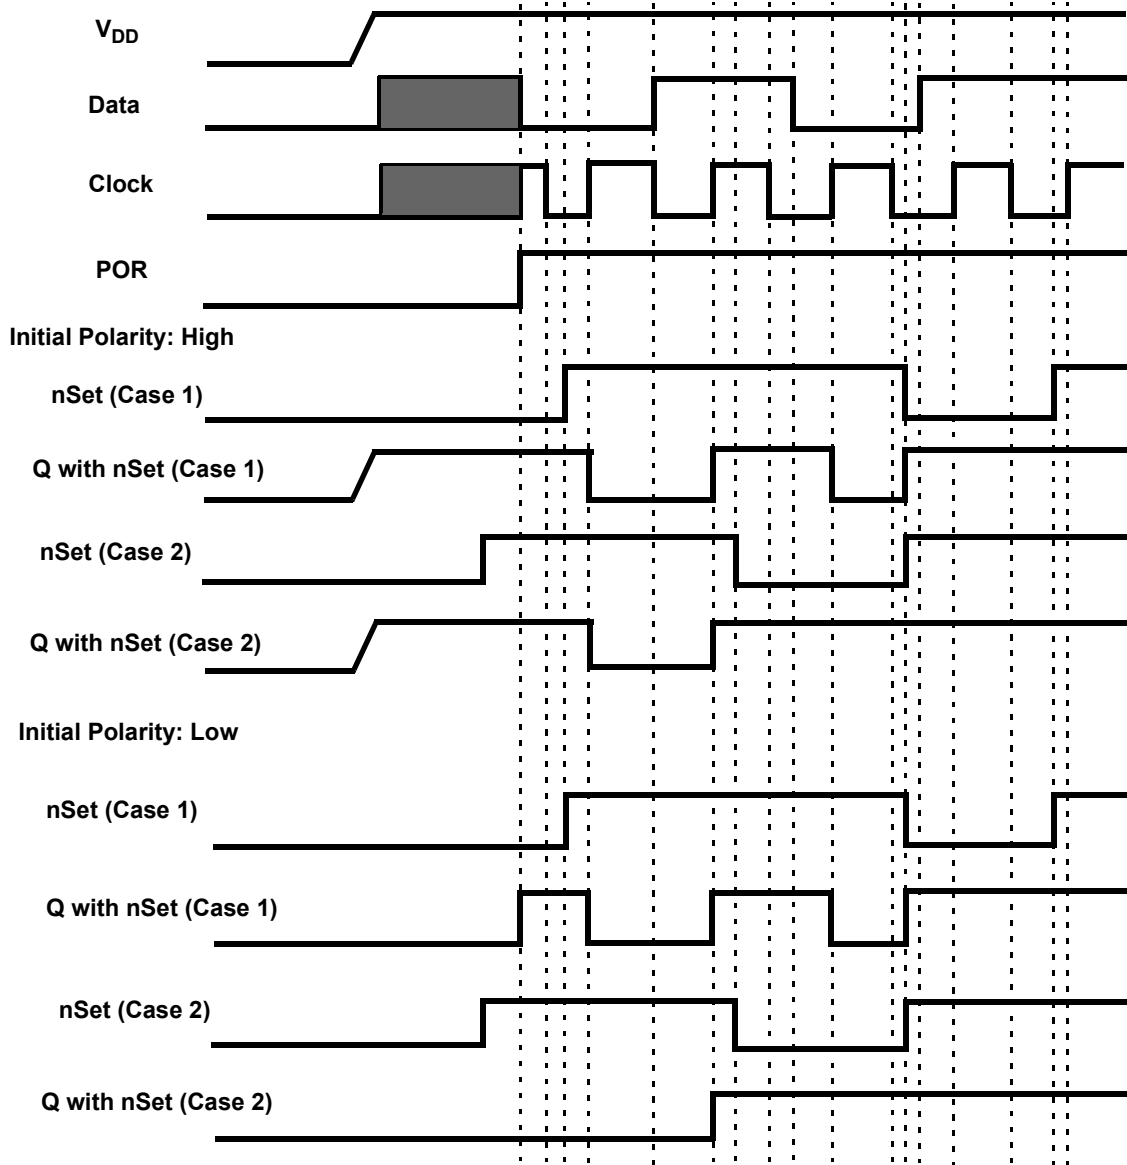 VDD
Data
Clock
POR
Initial Polarity: High
nSet (Case 1)
Q with nSet (Case 1)
nSet (Case 2)
Q with nSet (Case 2)
Initial Polarity: Low
nSet (Case 1)
Q with nSet (Case 1)
nSet (Case 2)
Q with nSet (Case 2)